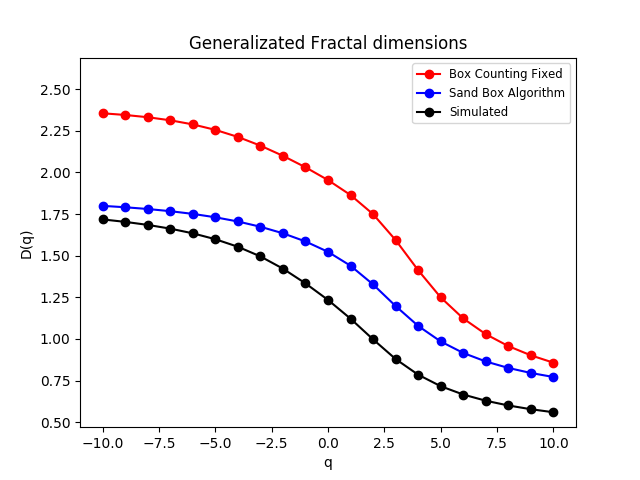 Generalizated Fractal dimensions
Box Counting Fixed
Sand Box Algorithm
Simulated
2.50
2.25
2.00
1.75
1.50
1.25
1.00
0.75
0.50
D(q)
−10.0 −7.5 −5.0 −2.5 0.0 2.5 5.0 7.5 10.0
q